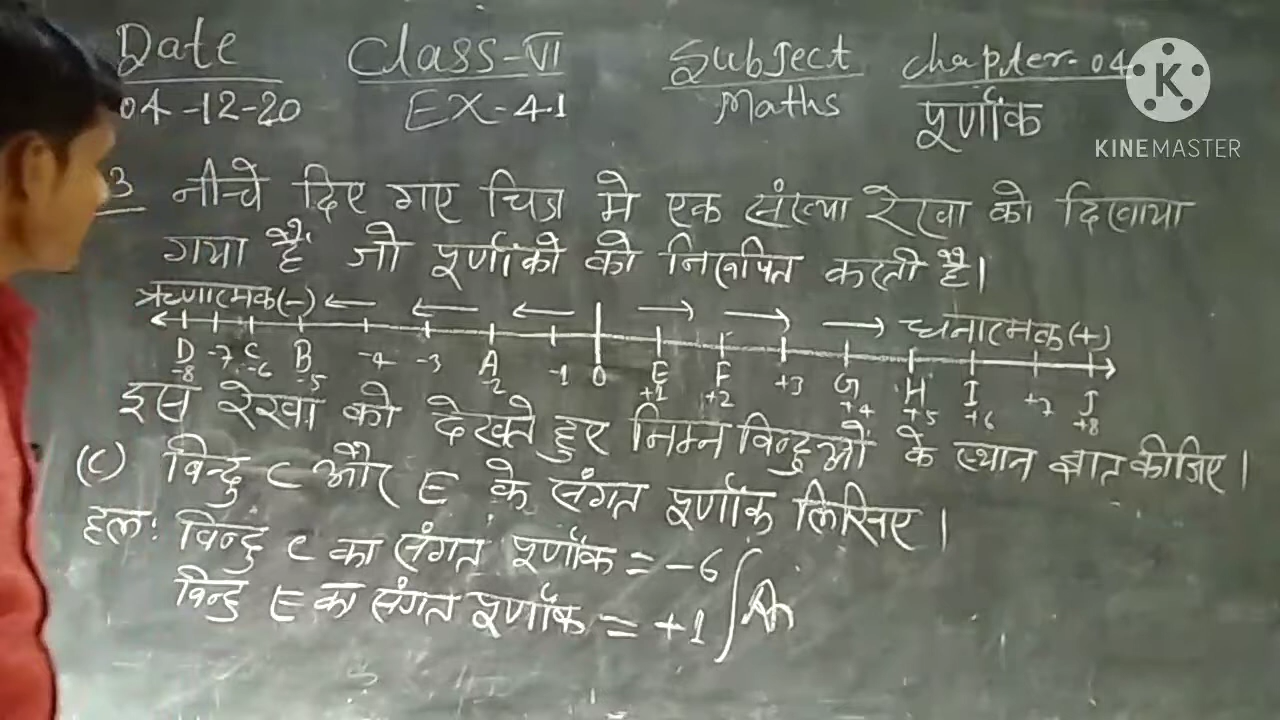 Date Class-VI Subject Chapter-04
04-12-20 EX-4.1 Maths पूर्णांक
KINEMASTER
3 नीचे दिए गए चित्र मे एक संख्या रेखा को दिखाया
गया है जो पूर्णांको को निरूपित करती है।
ऋणात्मक(-) धनात्मक(+)
D -7 C B -4 -3 A -1 0 E F +3 G H I +7 J
-8 -6 -5 -2 +1 +2 +4 +5 +6 +8
इस रेखा को देखते हुए निम्न विन्दुओं के स्थान ज्ञात कीजिए।
(c) विन्दु C और E के संगत पूर्णांक लिखिए।
हल: विन्दु C का संगत पूर्णांक = -6
विन्दु E का संगत पूर्णांक = +1 An